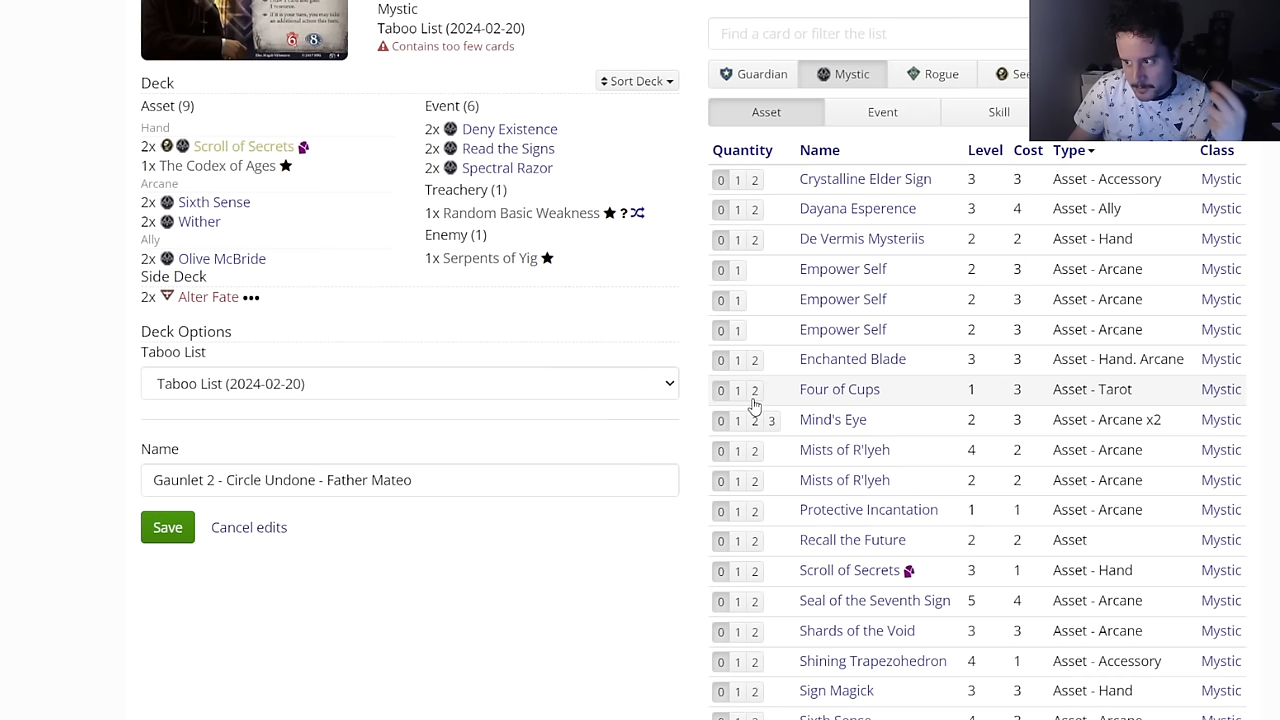 Mystic
Taboo List (2024-02-20)
Contains too few cards
Deck
Sort Deck
Asset (9)
Hand
2x Scroll of Secrets
1x The Codex of Ages
Arcane
2x Sixth Sense
2x Wither
Ally
2x Olive McBride
Side Deck
2x Alter Fate •••
Event (6)
2x Deny Existence
2x Read the Signs
2x Spectral Razor
Treachery (1)
1x Random Basic Weakness ★ ?
Enemy (1)
1x Serpents of Yig
Deck Options
Taboo List
Taboo List (2024-02-20)
Name
Gaunlet 2 - Circle Undone - Father Mateo
Save Cancel edits
Find a card or filter the list
Guardian Mystic Rogue See
Asset Event Skill
Quantity Name Level Cost Type Class
0 1 2 Crystalline Elder Sign 3 3 Asset - Accessory Mystic
0 1 2 Dayana Esperence 3 4 Asset - Ally Mystic
0 1 2 De Vermis Mysteriis 2 2 Asset - Hand Mystic
0 1 Empower Self 2 3 Asset - Arcane Mystic
0 1 Empower Self 2 3 Asset - Arcane Mystic
0 1 Empower Self 2 3 Asset - Arcane Mystic
0 1 2 Enchanted Blade 3 3 Asset - Hand. Arcane Mystic
0 1 2 Four of Cups 1 3 Asset - Tarot Mystic
0 1 2 3 Mind's Eye 2 3 Asset - Arcane x2 Mystic
0 1 2 Mists of R'lyeh 4 2 Asset - Arcane Mystic
0 1 2 Mists of R'lyeh 2 2 Asset - Arcane Mystic
0 1 2 Protective Incantation 1 1 Asset - Arcane Mystic
0 1 2 Recall the Future 2 2 Asset Mystic
0 1 2 Scroll of Secrets 3 1 Asset - Hand Mystic
0 1 2 Seal of the Seventh Sign 5 4 Asset - Arcane Mystic
0 1 2 Shards of the Void 3 3 Asset - Arcane Mystic
0 1 2 Shining Trapezohedron 4 1 Asset - Accessory Mystic
0 1 2 Sign Magick 3 3 Asset - Hand Mystic